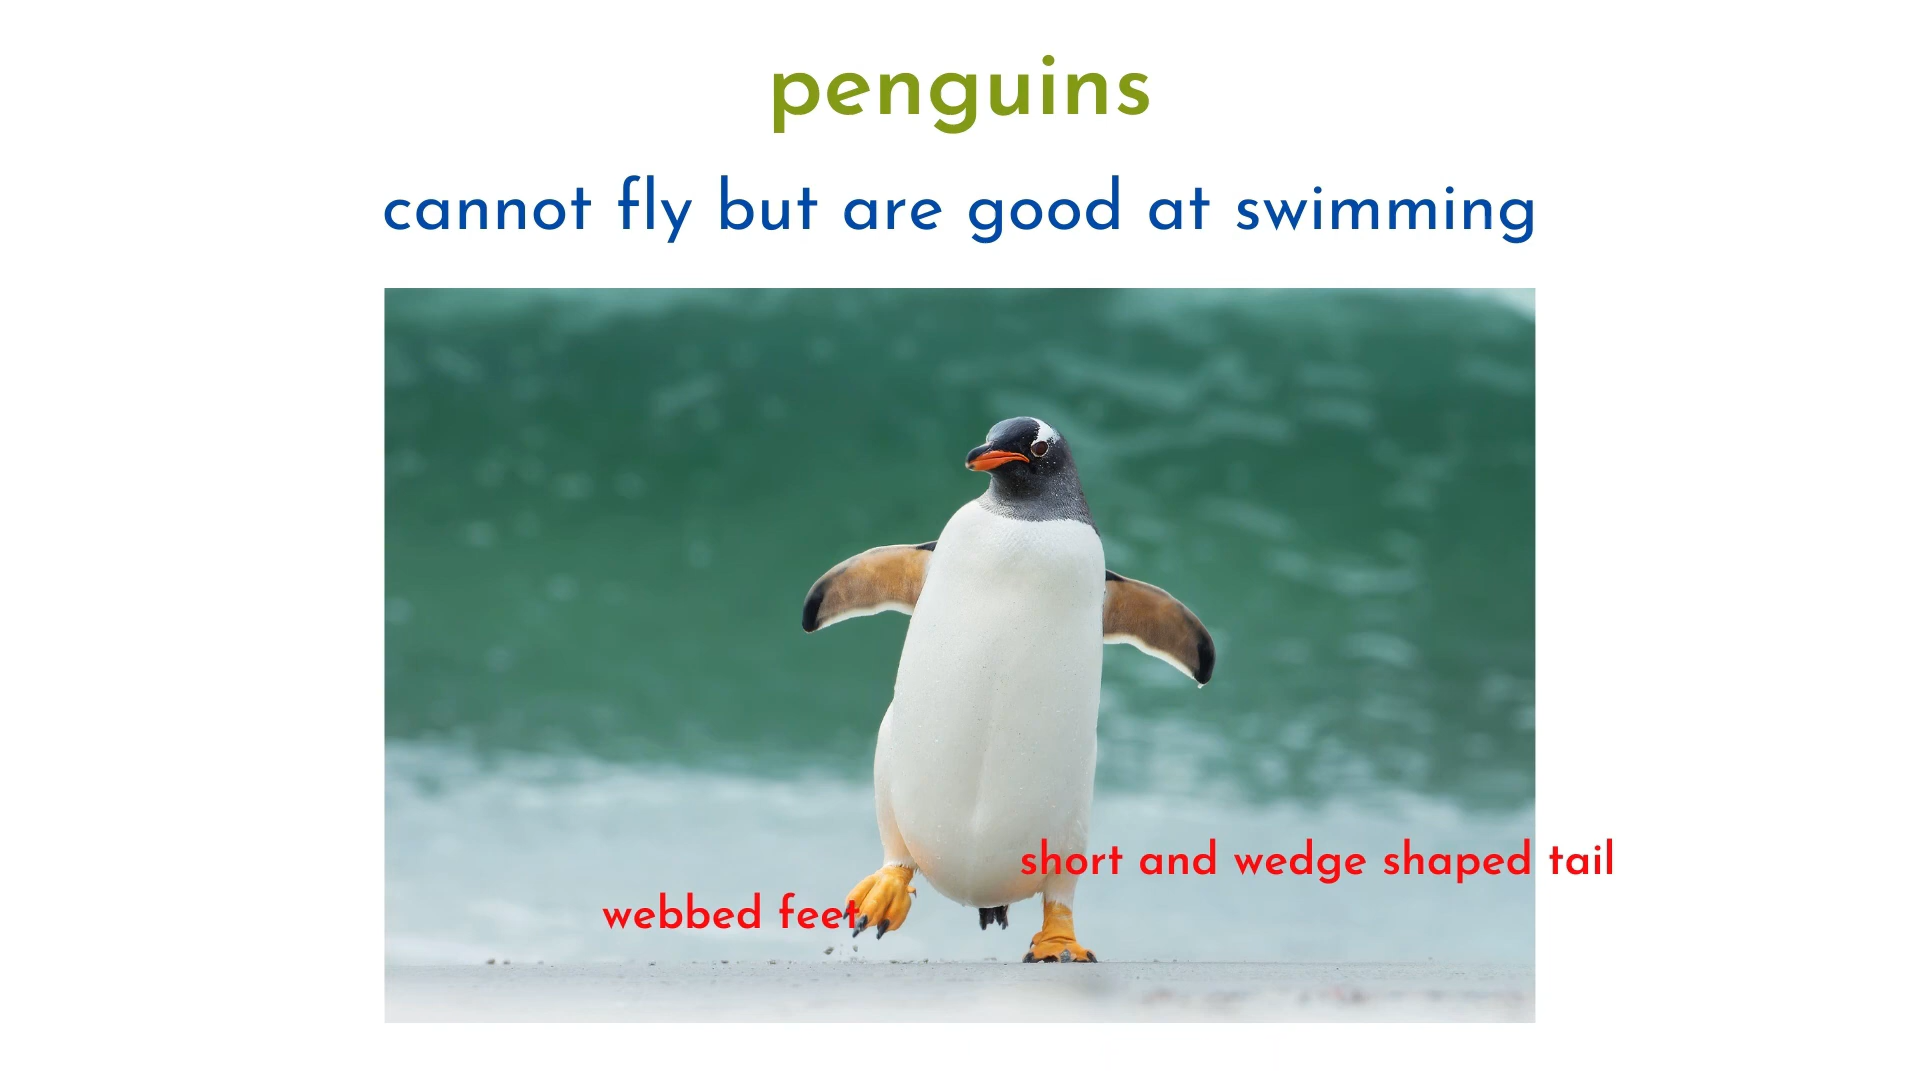 penguins
cannot fly but are good at swimming
short and wedge shaped tail
webbed feet